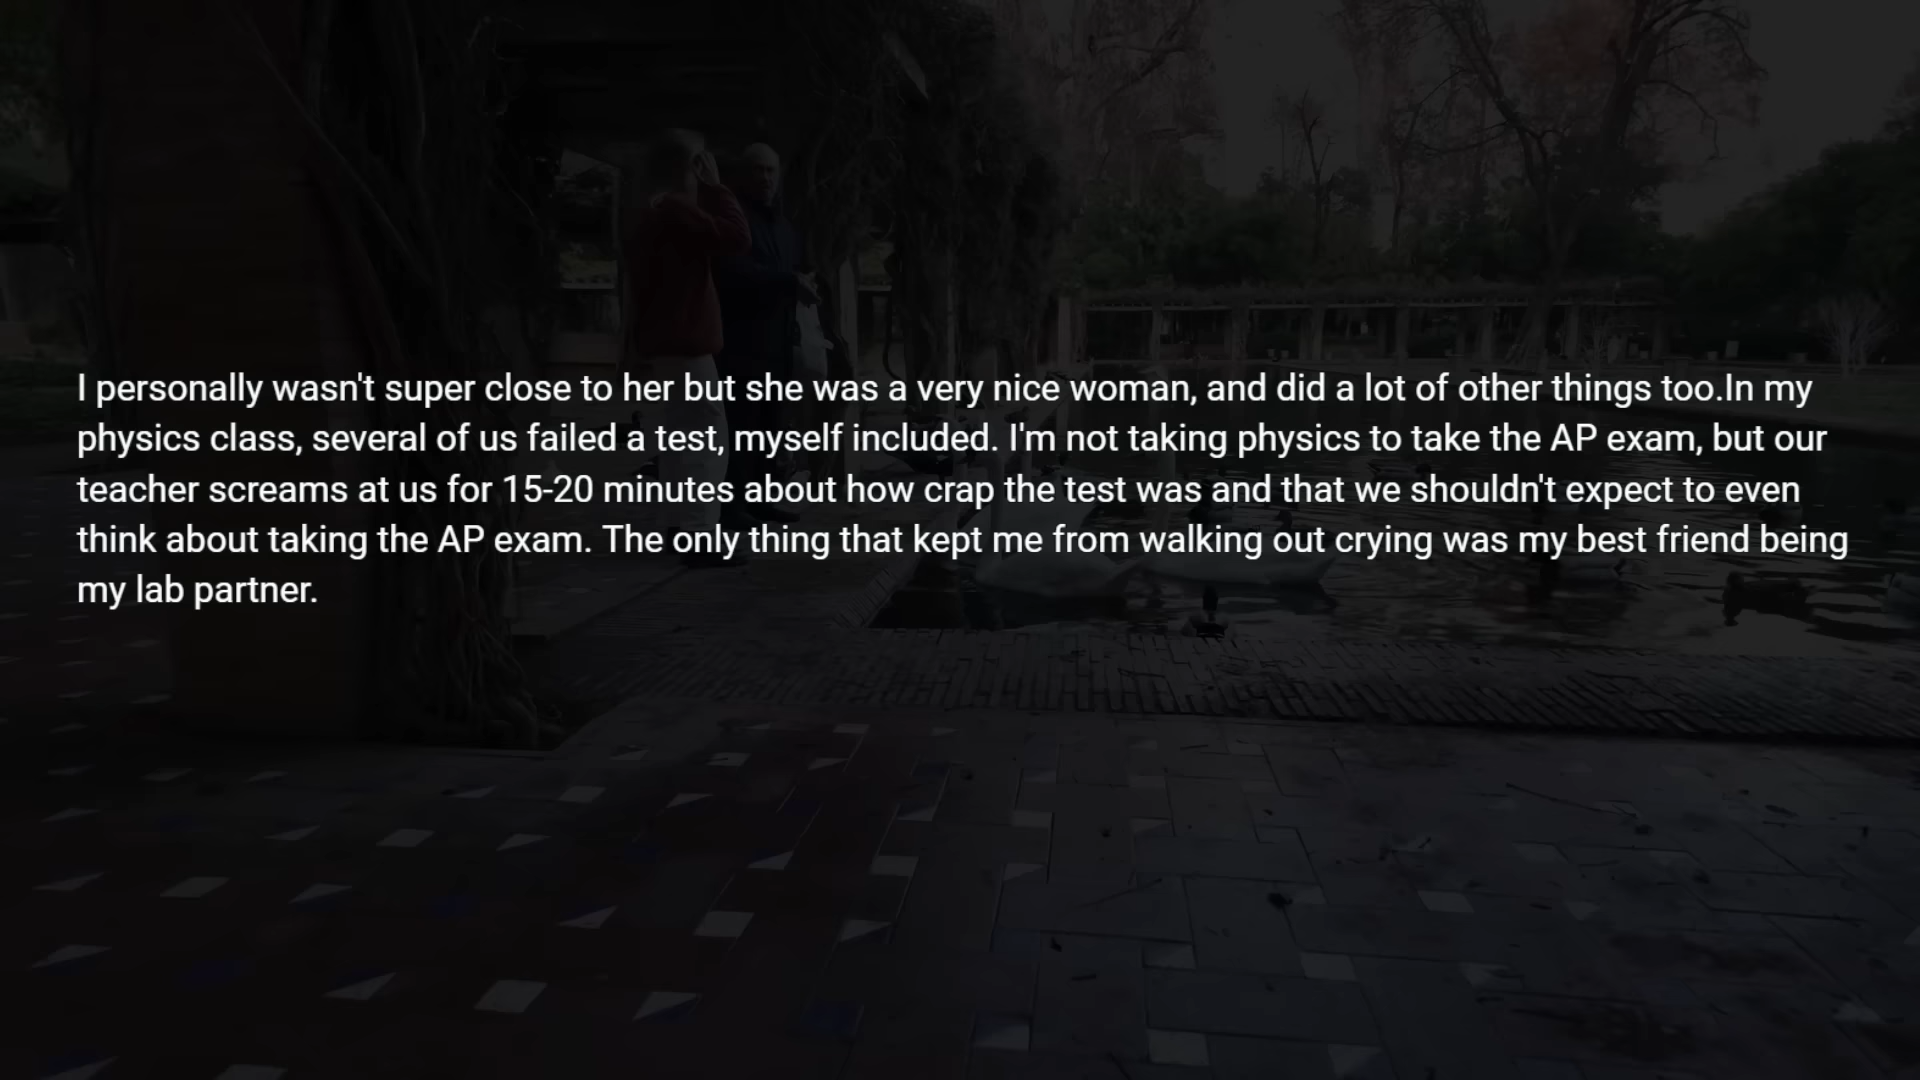 I personally wasn't super close to her but she was a very nice woman, and did a lot of other things too.In my
physics class, several of us failed a test, myself included. I'm not taking physics to take the AP exam, but our
teacher screams at us for 15-20 minutes about how crap the test was and that we shouldn't expect to even
think about taking the AP exam. The only thing that kept me from walking out crying was my best friend being
my lab partner.